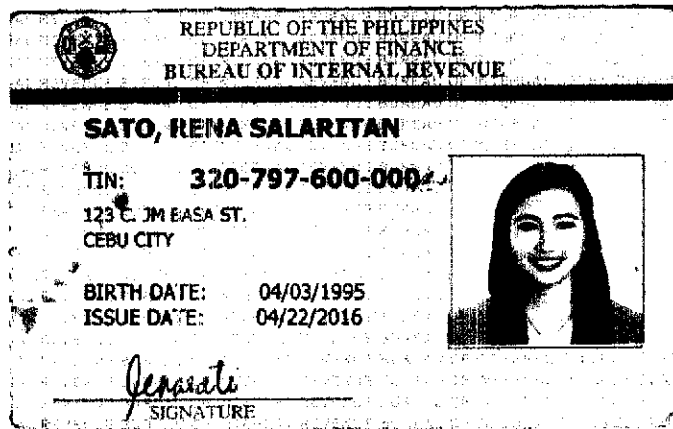 REPUBLIC OF THE PHILIPPINES
DEPARTMENT OF FINANCE
BUREAU OF INTERNAL REVENUE
SATO, RENA SALARITAN
TIN: 320-797-600-000
123 C. JM BASA ST.
CEBU CITY
BIRTH DATE: 04/03/1995
ISSUE DATE: 04/22/2016
SIGNATURE